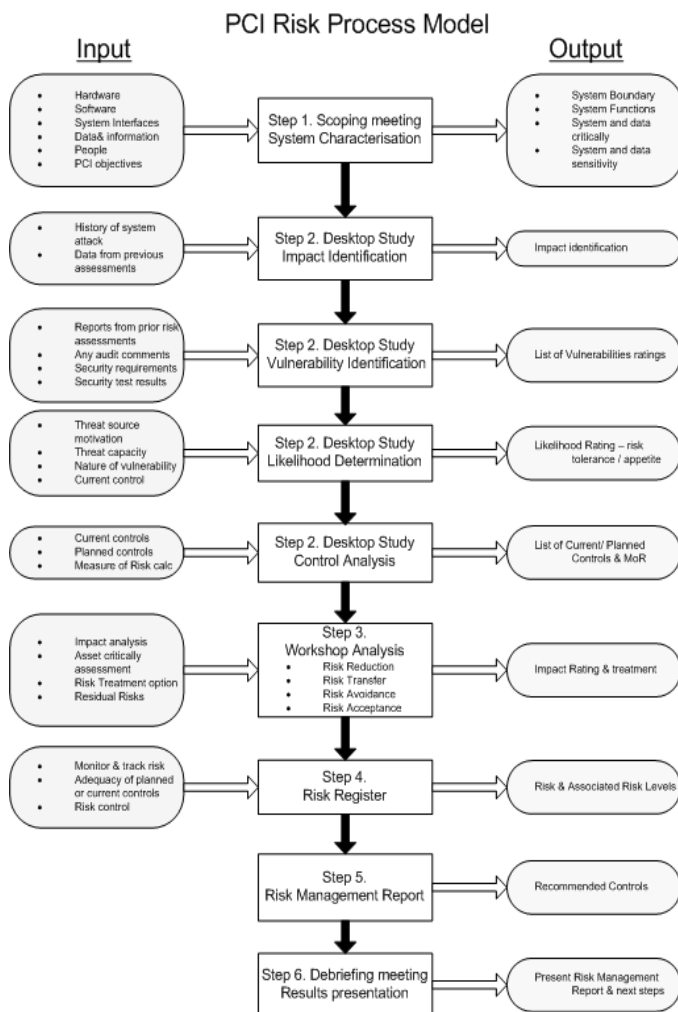 PCI Risk Process Model
Input
Output
• Hardware
• Software
• System Interfaces
• Data& information
• People
• PCI objectives
Step 1. Scoping meeting
System Characterisation
• System Boundary
• System Functions
• System and data
critically
• System and data
sensitivity
• History of system
attack
• Data from previous
assessments
Step 2. Desktop Study
Impact Identification
Impact identification
• Reports from prior risk
assessments
• Any audit comments
• Security requirements
• Security test results
Step 2. Desktop Study
Vulnerability Identification
List of Vulnerabilities ratings
• Threat source
motivation
• Threat capacity
• Nature of vulnerability
• Current control
Step 2. Desktop Study
Likelihood Determination
Likelihood Rating – risk
tolerance / appetite
• Current controls
• Planned controls
• Measure of Risk calc
Step 2. Desktop Study
Control Analysis
List of Current/ Planned
Controls & MoR
• Impact analysis
• Asset critically
assessment
• Risk Treatment option
• Residual Risks
Step 3.
Workshop Analysis
• Risk Reduction
• Risk Transfer
• Risk Avoidance
• Risk Acceptance
Impact Rating & treatment
• Monitor & track risk
• Adequacy of planned
or current controls
• Risk control
Step 4.
Risk Register
Risk & Associated Risk Levels
Step 5.
Risk Management Report
Recommended Controls
Step 6. Debriefing meeting
Results presentation
Present Risk Management
Report & next steps